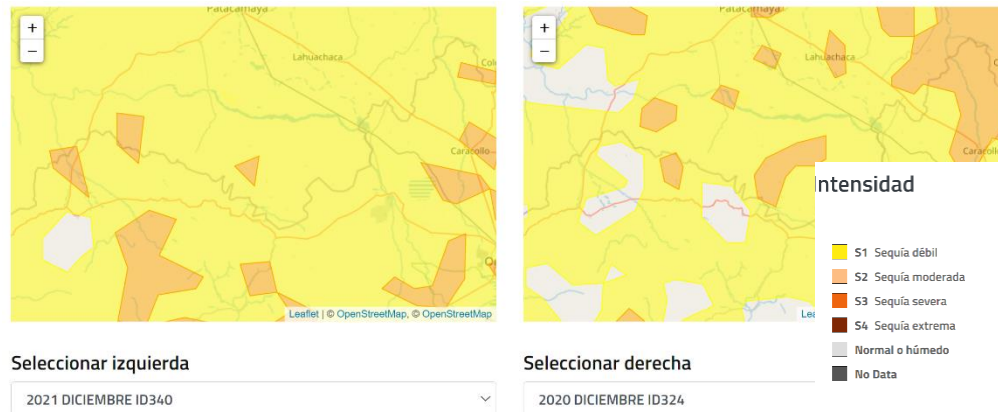 +
−
Patacamaya
Lahuachaca
Caracollo
Leaflet | © OpenStreetMap, © OpenStreetMap
+
−
Patacamaya
Lahuachaca
Caracollo
Intensidad
S1 Sequía débil
S2 Sequía moderada
S3 Sequía severa
S4 Sequía extrema
Normal o húmedo
No Data
Seleccionar izquierda
2021 DICIEMBRE ID340
Seleccionar derecha
2020 DICIEMBRE ID324